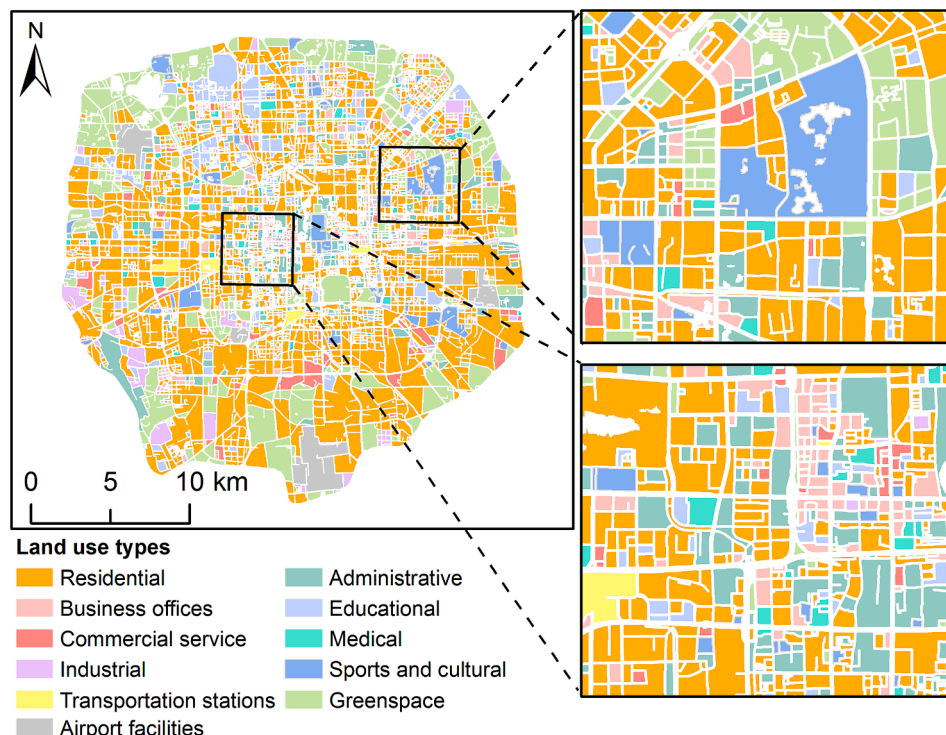 N
0 5 10 km
Land use types
Residential
Business offices
Commercial service
Industrial
Transportation stations
Airport facilities
Administrative
Educational
Medical
Sports and cultural
Greenspace